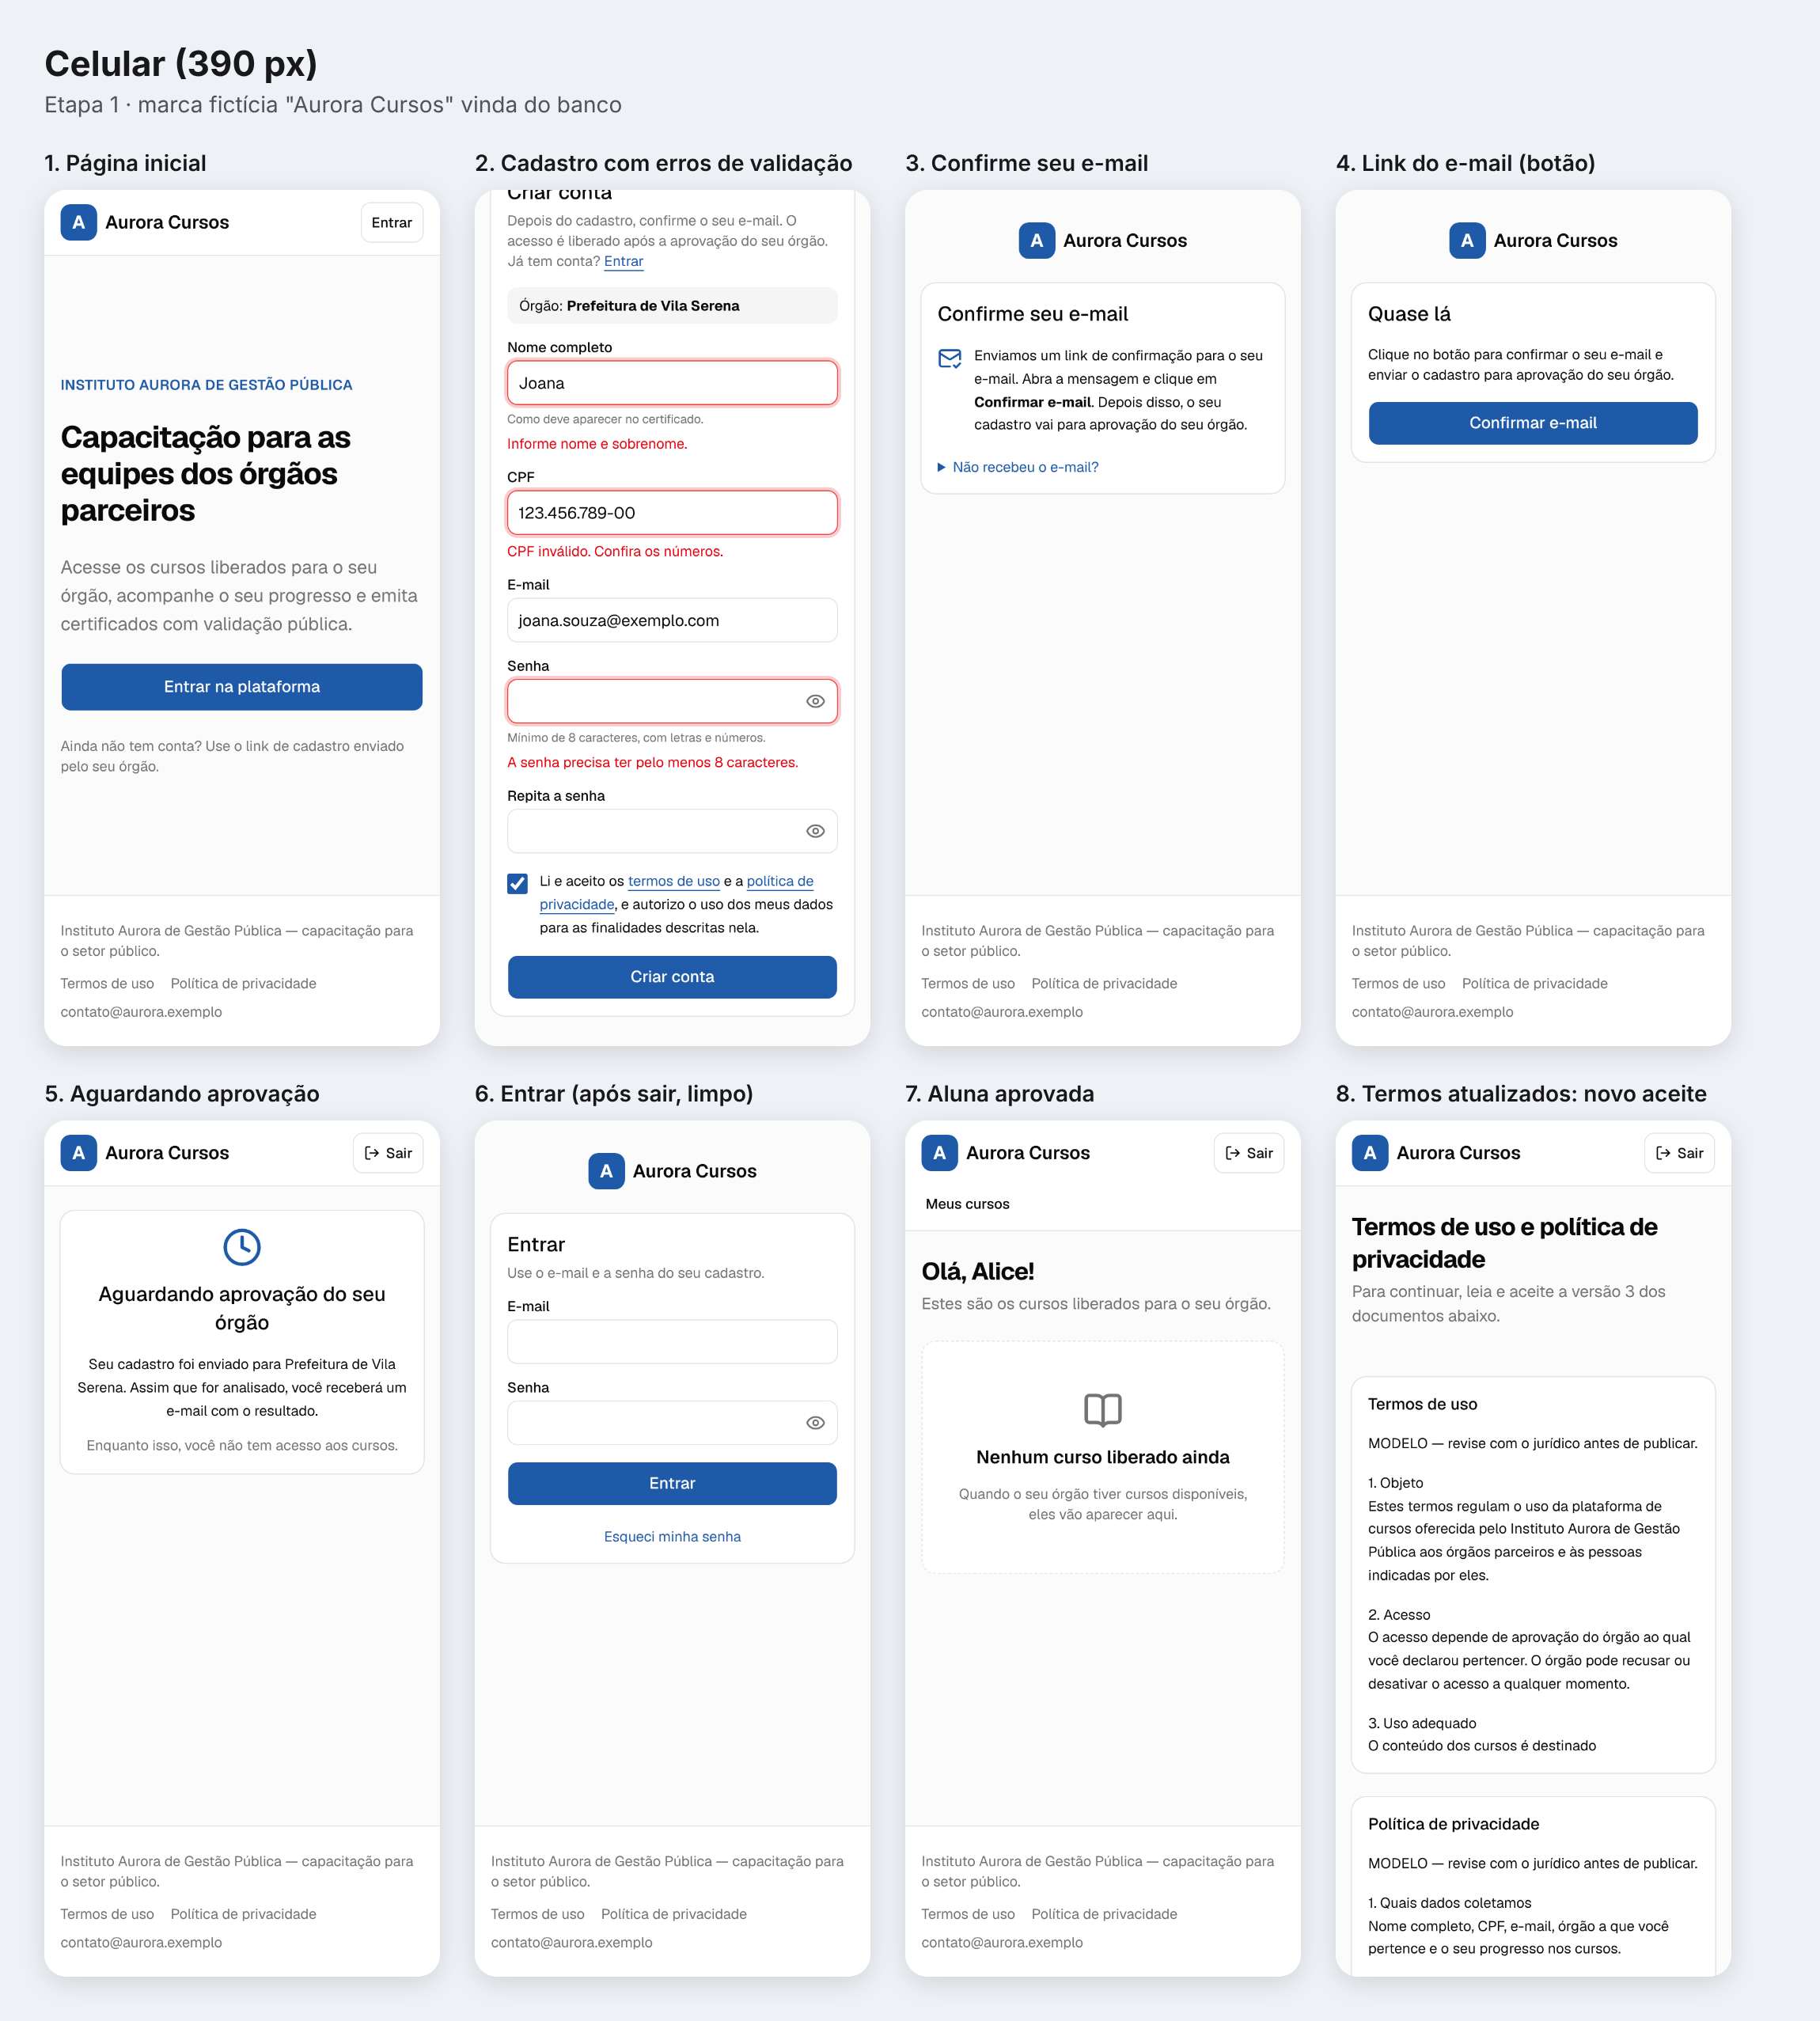 Celular (390 px)
Etapa 1 · marca fictícia "Aurora Cursos" vinda do banco
1. Página inicial
A
Aurora Cursos
Entrar
INSTITUTO AURORA DE GESTÃO PÚBLICA
Capacitação para as
equipes dos órgãos
parceiros
Acesse os cursos liberados para o seu
órgão, acompanhe o seu progresso e emita
certificados com validação pública.
Entrar na plataforma
Ainda não tem conta? Use o link de cadastro enviado
pelo seu órgão.
Instituto Aurora de Gestão Pública — capacitação para
o setor público.
Termos de uso Política de privacidade
contato@aurora.exemplo
2. Cadastro com erros de validação
Criar conta
Depois do cadastro, confirme o seu e-mail. O
acesso é liberado após a aprovação do seu órgão.
Já tem conta? Entrar
Órgão: Prefeitura de Vila Serena
Nome completo
Joana
Como deve aparecer no certificado.
Informe nome e sobrenome.
CPF
123.456.789-00
CPF inválido. Confira os números.
E-mail
joana.souza@exemplo.com
Senha
Mínimo de 8 caracteres, com letras e números.
A senha precisa ter pelo menos 8 caracteres.
Repita a senha
Li e aceito os termos de uso e a política de
privacidade, e autorizo o uso dos meus dados
para as finalidades descritas nela.
Criar conta
3. Confirme seu e-mail
A
Aurora Cursos
Confirme seu e-mail
Enviamos um link de confirmação para o seu
e-mail. Abra a mensagem e clique em
Confirmar e-mail. Depois disso, o seu
cadastro vai para aprovação do seu órgão.
Não recebeu o e-mail?
Instituto Aurora de Gestão Pública — capacitação para
o setor público.
Termos de uso Política de privacidade
contato@aurora.exemplo
4. Link do e-mail (botão)
A
Aurora Cursos
Quase lá
Clique no botão para confirmar o seu e-mail e
enviar o cadastro para aprovação do seu órgão.
Confirmar e-mail
Instituto Aurora de Gestão Pública — capacitação para
o setor público.
Termos de uso Política de privacidade
contato@aurora.exemplo
5. Aguardando aprovação
A
Aurora Cursos
Sair
Aguardando aprovação do seu
órgão
Seu cadastro foi enviado para Prefeitura de Vila
Serena. Assim que for analisado, você receberá um
e-mail com o resultado.
Enquanto isso, você não tem acesso aos cursos.
Instituto Aurora de Gestão Pública — capacitação para
o setor público.
Termos de uso Política de privacidade
contato@aurora.exemplo
6. Entrar (após sair, limpo)
A
Aurora Cursos
Entrar
Use o e-mail e a senha do seu cadastro.
E-mail
Senha
Entrar
Esqueci minha senha
Instituto Aurora de Gestão Pública — capacitação para
o setor público.
Termos de uso Política de privacidade
contato@aurora.exemplo
7. Aluna aprovada
A
Aurora Cursos
Sair
Meus cursos
Olá, Alice!
Estes são os cursos liberados para o seu órgão.
Nenhum curso liberado ainda
Quando o seu órgão tiver cursos disponíveis,
eles vão aparecer aqui.
Instituto Aurora de Gestão Pública — capacitação para
o setor público.
Termos de uso Política de privacidade
contato@aurora.exemplo
8. Termos atualizados: novo aceite
A
Aurora Cursos
Sair
Termos de uso e política de
privacidade
Para continuar, leia e aceite a versão 3 dos
documentos abaixo.
Termos de uso
MODELO — revise com o jurídico antes de publicar.
1. Objeto
Estes termos regulam o uso da plataforma de
cursos oferecida pelo Instituto Aurora de Gestão
Pública aos órgãos parceiros e às pessoas
indicadas por eles.
2. Acesso
O acesso depende de aprovação do órgão ao qual
você declarou pertencer. O órgão pode recusar ou
desativar o acesso a qualquer momento.
3. Uso adequado
O conteúdo dos cursos é destinado
Política de privacidade
MODELO — revise com o jurídico antes de publicar.
1. Quais dados coletamos
Nome completo, CPF, e-mail, órgão a que você
pertence e o seu progresso nos cursos.